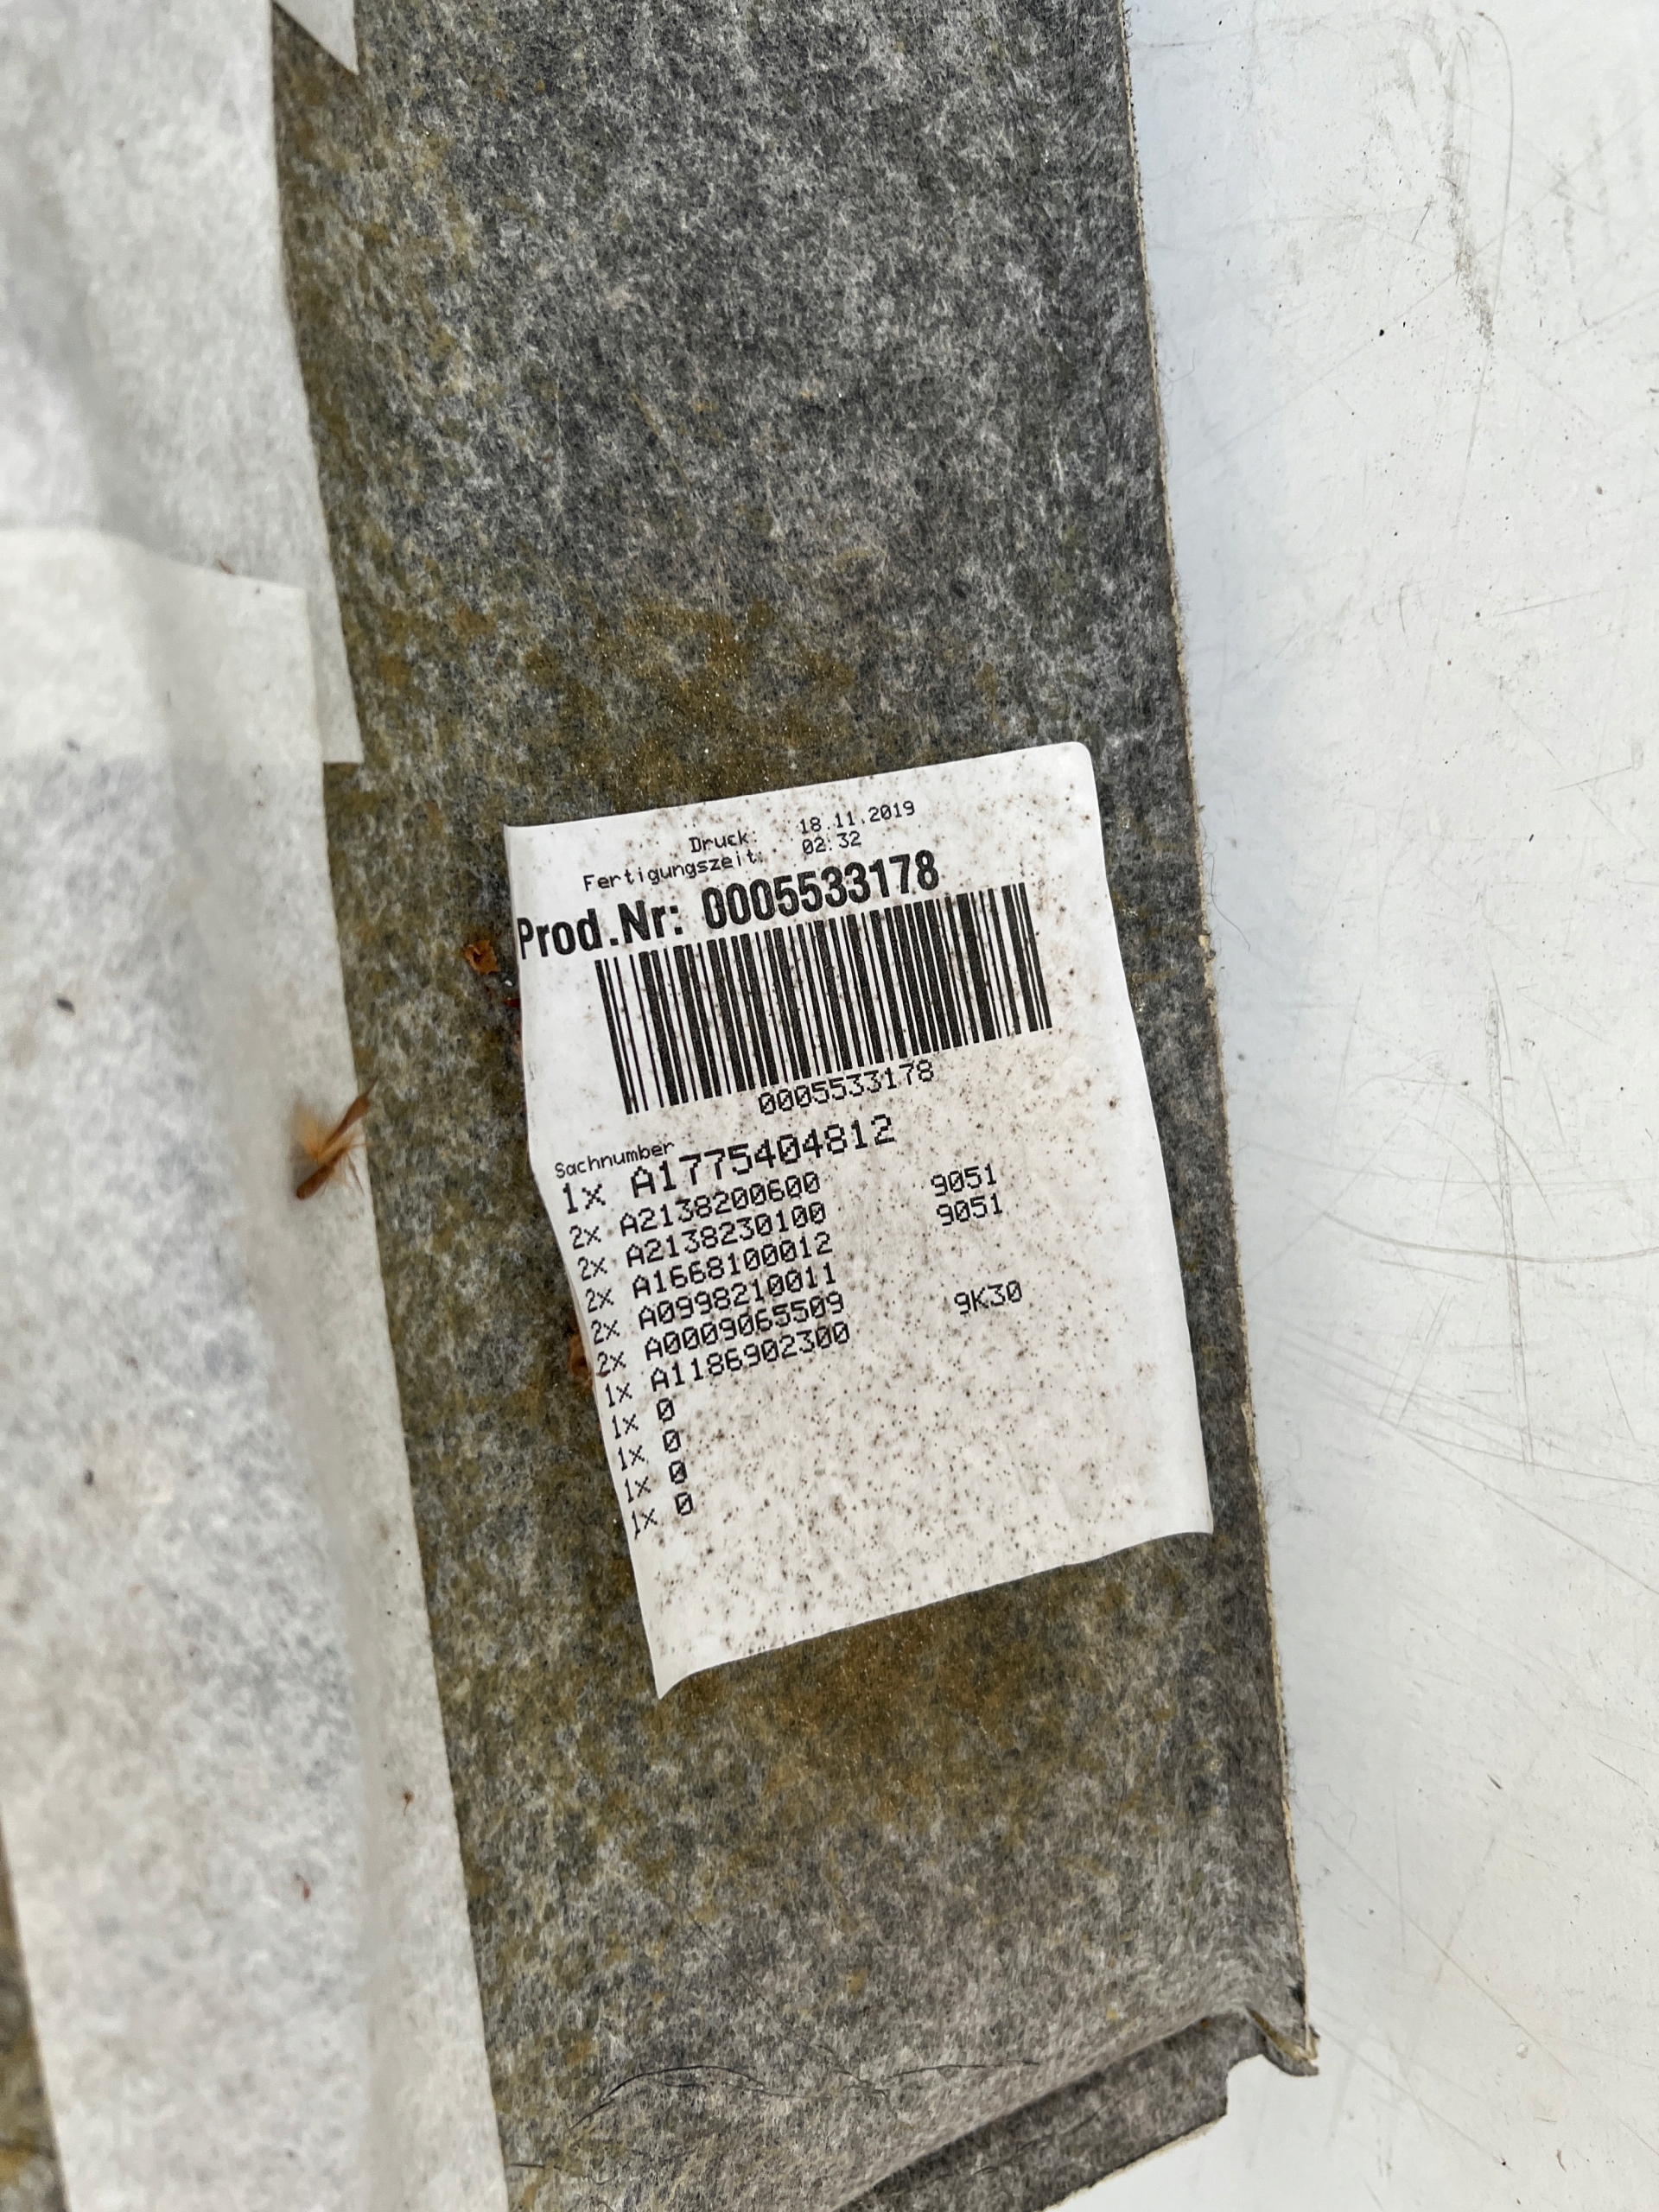 Druck: 18.11.2019
Fertigungszeit: 02:32
Prod.Nr: 0005533178
0005533178
Sachnumber
1x A1775404812
2x A2138200600 9051
2x A2138230100 9051
2x A1668100012
2x A0998210011
2x A0009065509 9K30
1x A1186902300
1x 0
1x 0
1x 0
1x 0